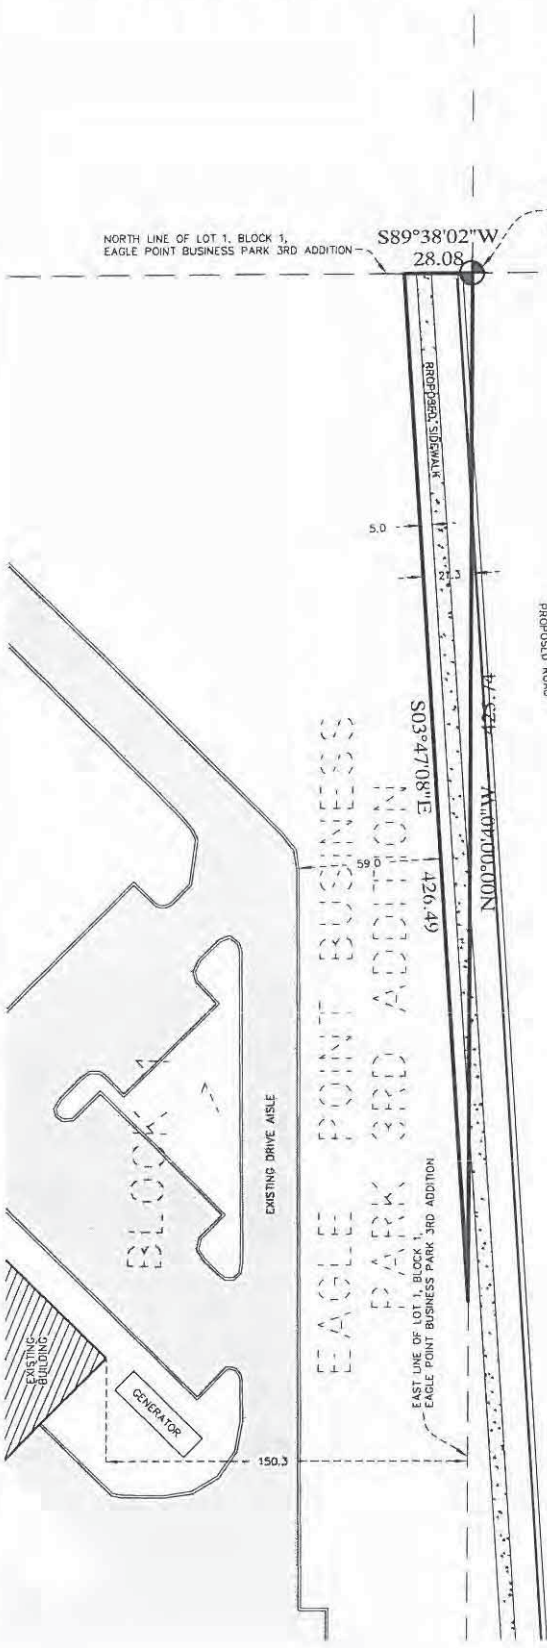 NORTH LINE OF LOT 1, BLOCK 1,
EAGLE POINT BUSINESS PARK 3RD ADDITION
S89°38'02"W
28.08
PROPOSED SIDEWALK
5.0
21.3
PROPOSED ROAD
S03°47'08"E 426.49
N00°00'40"W 425.74
59.0
EAGLE POINT BUSINESS
PARK 3RD ADDITION
BLOCK 1
EXISTING DRIVE AISLE
EAST LINE OF LOT 1, BLOCK 1,
EAGLE POINT BUSINESS PARK 3RD ADDITION
EXISTING
BUILDING
GENERATOR
150.3